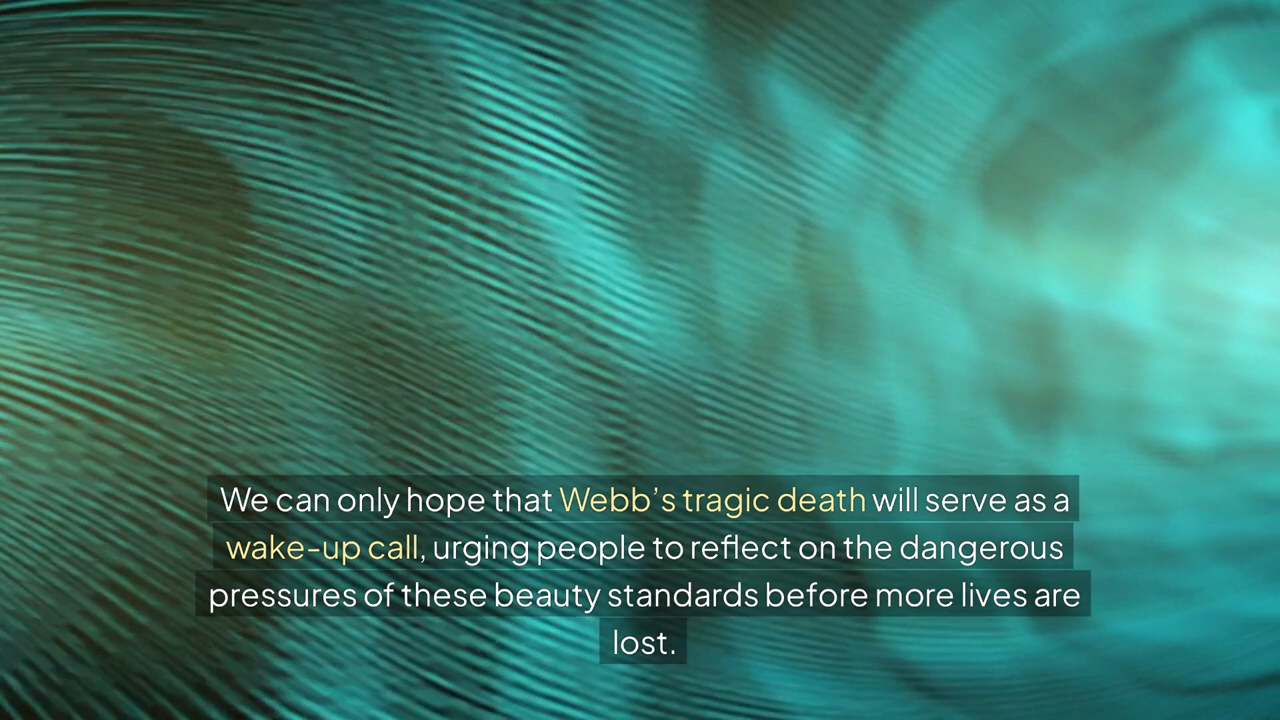 We can only hope that Webb’s tragic death will serve as a
wake-up call, urging people to reflect on the dangerous
pressures of these beauty standards before more lives are
lost.